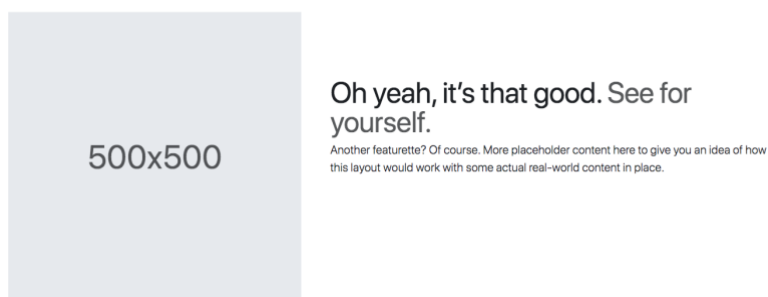 500x500
Oh yeah, it’s that good. See for
yourself.
Another featurette? Of course. More placeholder content here to give you an idea of how
this layout would work with some actual real-world content in place.